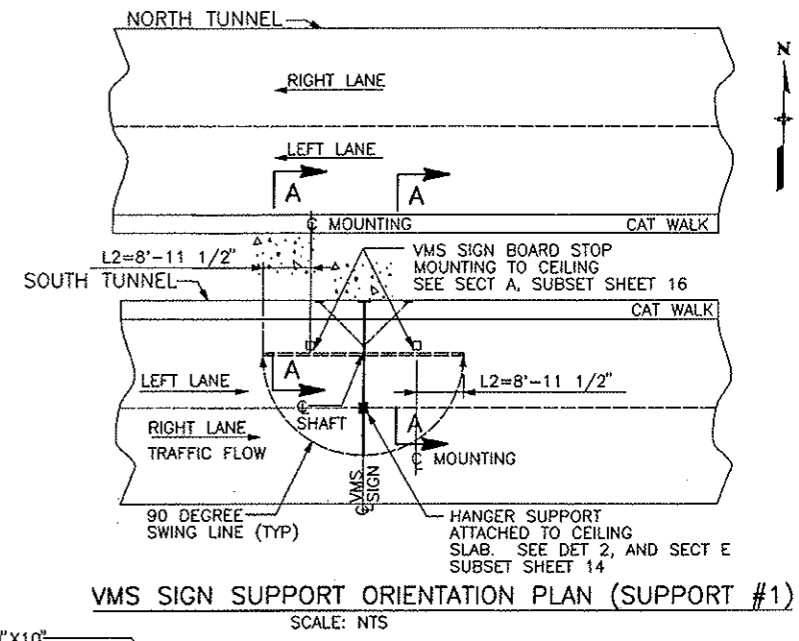 NORTH TUNNEL
N
RIGHT LANE
LEFT LANE
A
A
℄ MOUNTING
CAT WALK
L2=8'-11 1/2"
VMS SIGN BOARD STOP
MOUNTING TO CEILING
SEE SECT A, SUBSET SHEET 16
SOUTH TUNNEL
CAT WALK
LEFT LANE
A
L2=8'-11 1/2"
℄
SHAFT
RIGHT LANE
A
TRAFFIC FLOW
℄ MOUNTING
℄ VMS
SIGN
90 DEGREE
SWING LINE (TYP)
HANGER SUPPORT
ATTACHED TO CEILING
SLAB. SEE DET 2, AND SECT E
SUBSET SHEET 14
VMS SIGN SUPPORT ORIENTATION PLAN (SUPPORT #1)
SCALE: NTS
"X10"